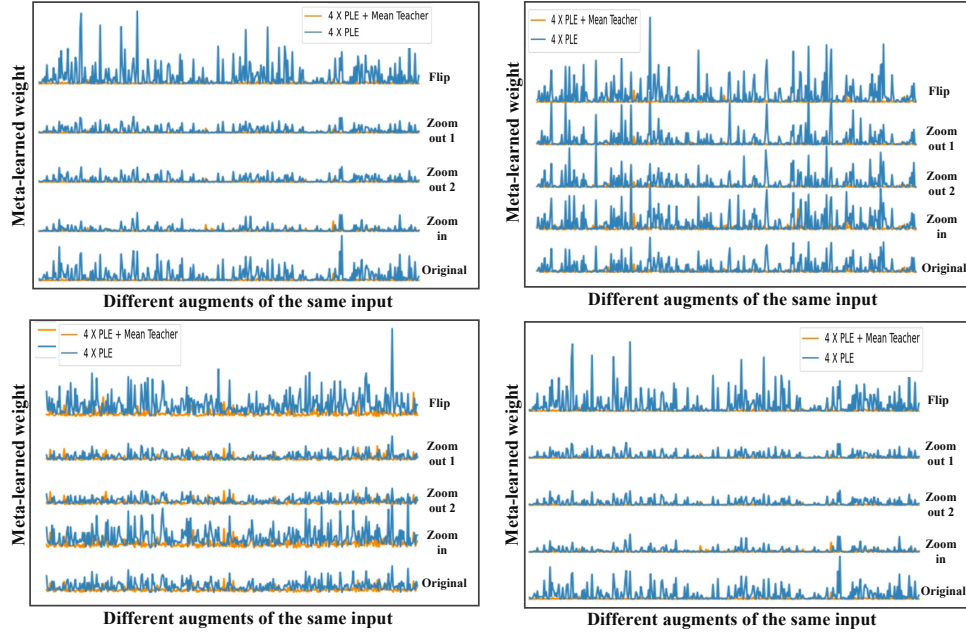 4 X PLE + Mean Teacher
4 X PLE
Meta-learned weight
Flip
Zoom
out 1
Zoom
out 2
Zoom
in
Original
Different augments of the same input
4 X PLE + Mean Teacher
4 X PLE
Meta-learned weight
Flip
Zoom
out 1
Zoom
out 2
Zoom
in
Original
Different augments of the same input
4 X PLE + Mean Teacher
4 X PLE
Meta-learned weight
Flip
Zoom
out 1
Zoom
out 2
Zoom
in
Original
Different augments of the same input
4 X PLE + Mean Teacher
4 X PLE
Meta-learned weight
Flip
Zoom
out 1
Zoom
out 2
Zoom
in
Original
Different augments of the same input